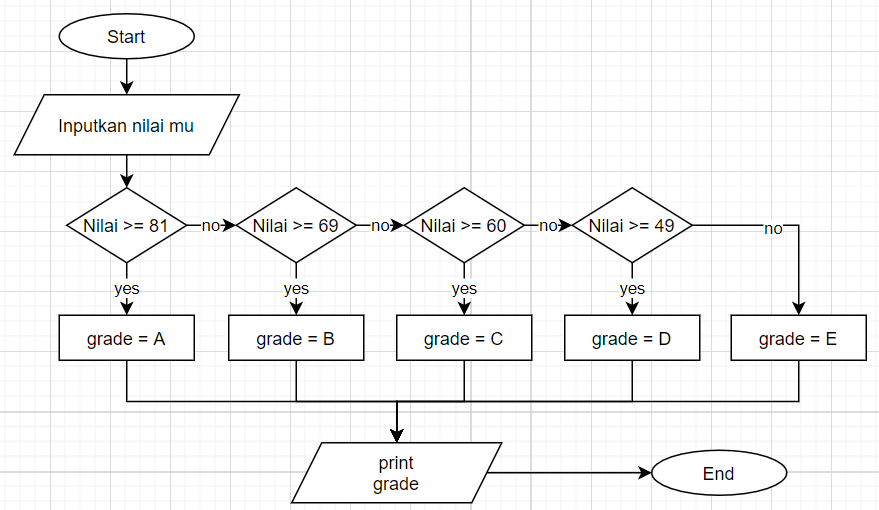 Start
Inputkan nilai mu
Nilai >= 81
no
Nilai >= 69
no
Nilai >= 60
no
Nilai >= 49
no
yes
yes
yes
yes
grade = A
grade = B
grade = C
grade = D
grade = E
print
grade
End